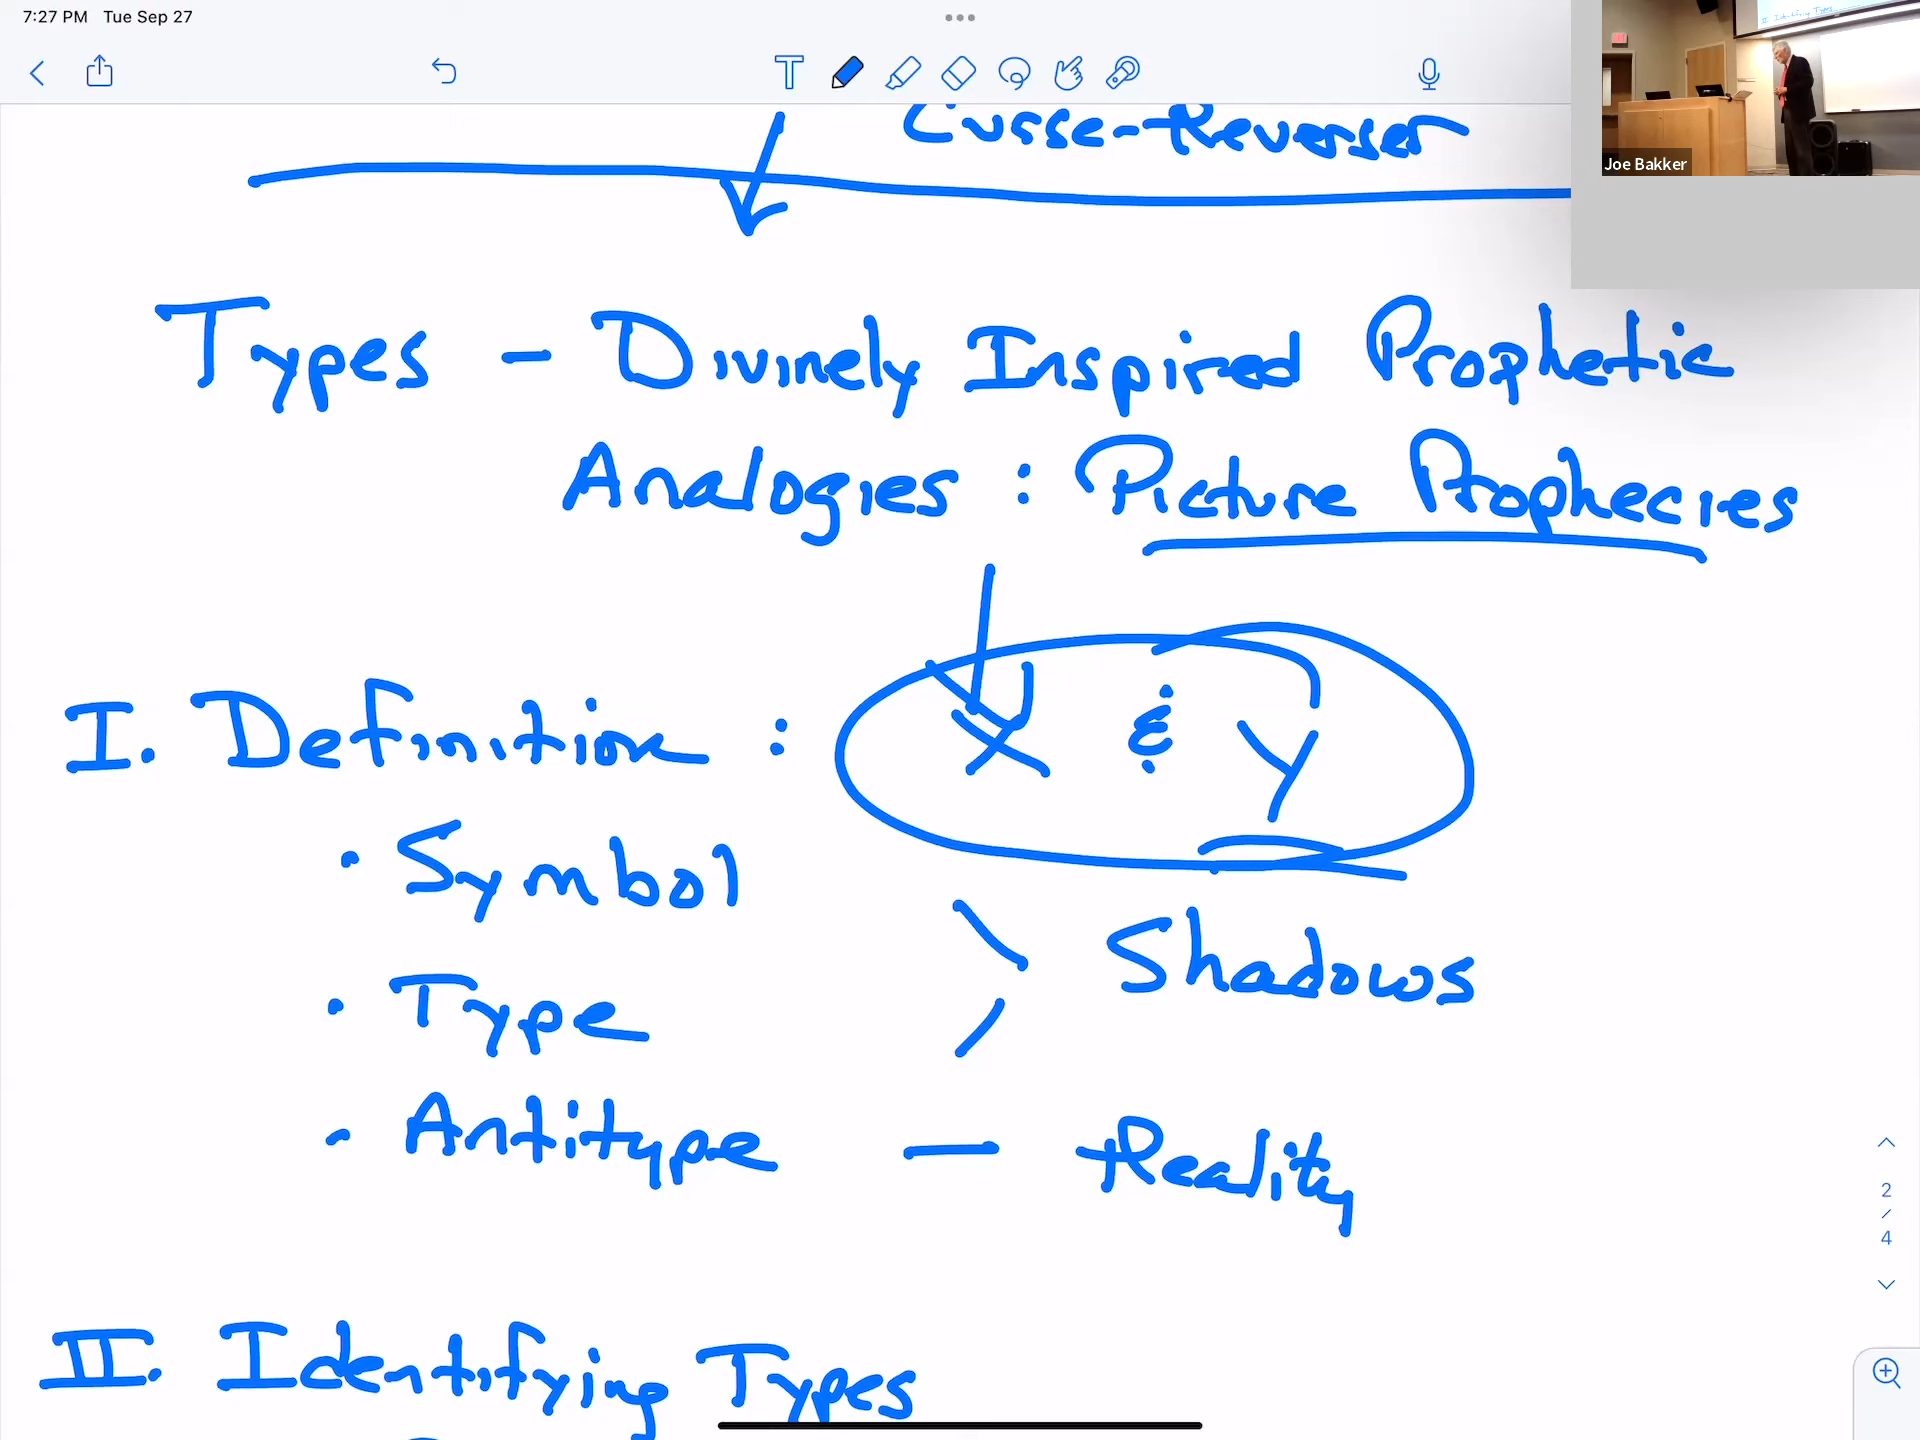 7:27 PM Tue Sep 27
Joe Bakker
Curse-Reverser
Types - Divinely Inspired Prophetic
Analogies : Picture Prophecies
I. Definition : X & Y
• Symbol
Shadows
• Type
• Antitype — Reality
2
/
4
II. Identifying Types